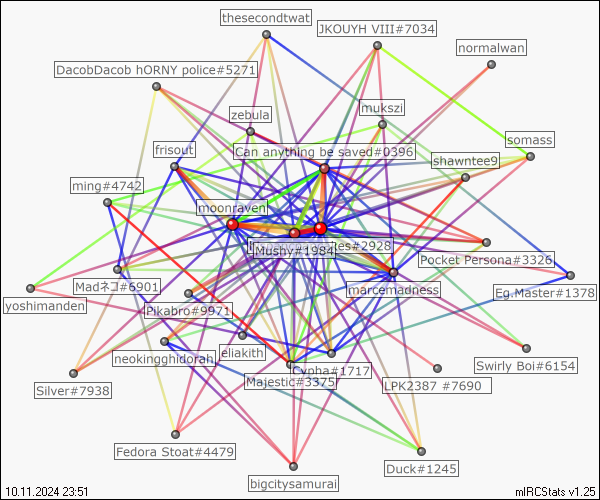 thesecondtwat
JKOUYH VIII#7034
normalwan
DacobDacob hORNY police#5271
zebula
mukszi
somass
frisout
Can anything be saved#0396
shawntee9
ming#4742
moonraven
tes#2928
Mushy#1984
Pocket Persona#3326
Madネコ#6901
marcemadness
Eg.Master#1378
yoshimanden
Pikabro#9971
neokingghidorah
eliakith
Cypha#1717
Swirly Boi#6154
Silver#7938
Majestic#3375
LPK2387 #7690
Fedora Stoat#4479
Duck#1245
bigcitysamurai
10.11.2024 23:51
mIRCStats v1.25